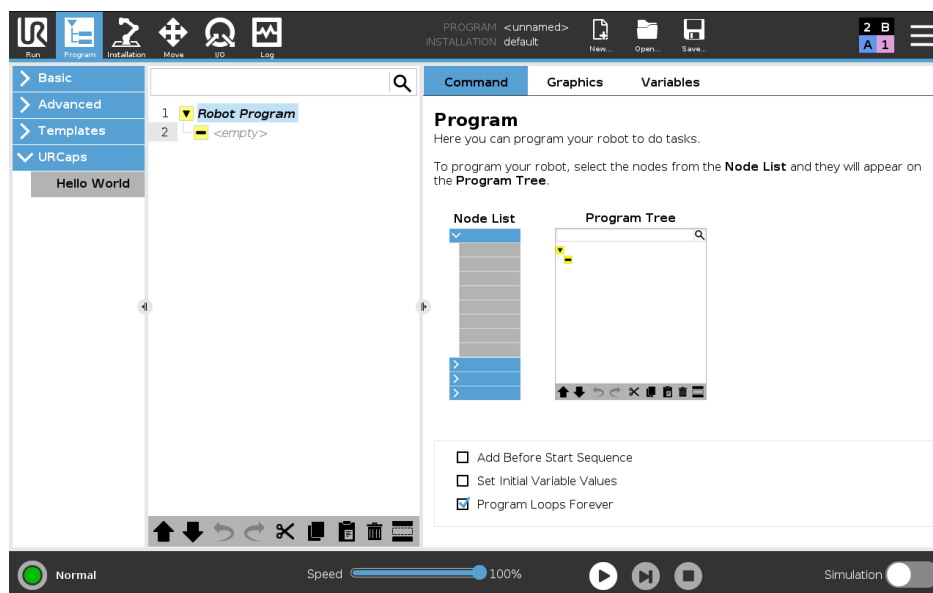 PROGRAM <unnamed>
INSTALLATION default
UR
Run
Program
Installation
Move
I/O
Log
New...
Open...
Save...
2 B
A 1
Basic
Advanced
Templates
URCaps
Hello World
1 Robot Program
2 <empty>
Command Graphics Variables
Program
Here you can program your robot to do tasks.
To program your robot, select the nodes from the Node List and they will appear on
the Program Tree.
Node List Program Tree
Add Before Start Sequence
Set Initial Variable Values
Program Loops Forever
Normal
Speed 100%
Simulation